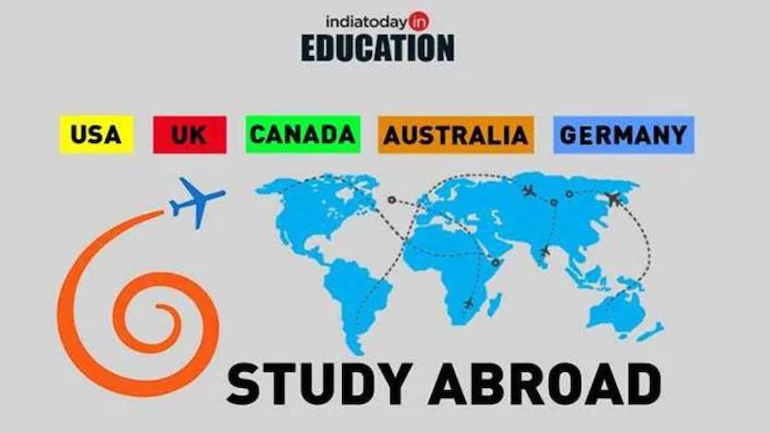 indiatoday in
EDUCATION
USA UK CANADA AUSTRALIA GERMANY
STUDY ABROAD